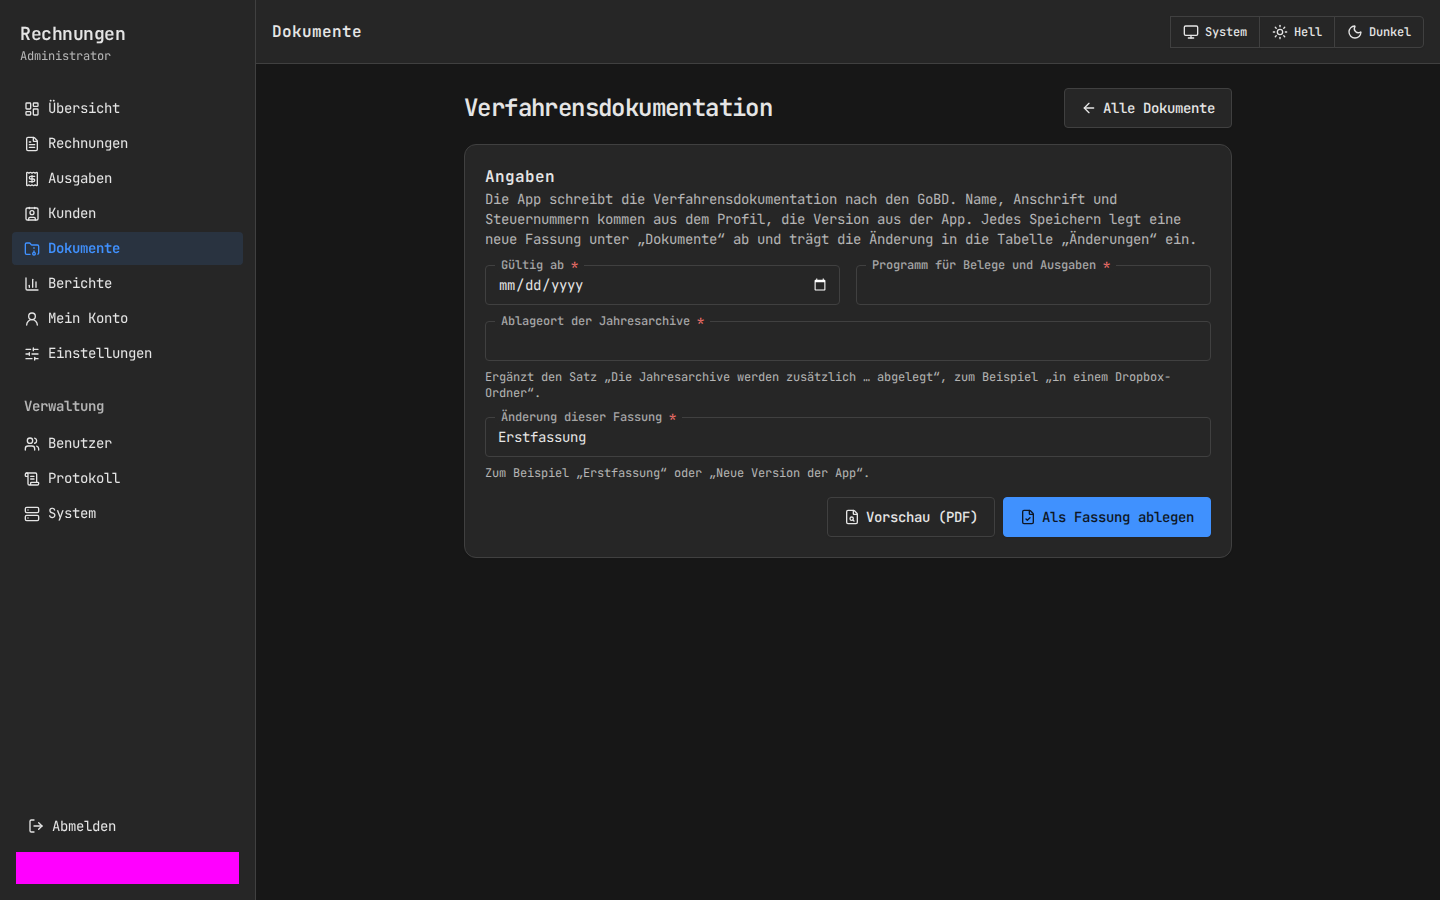 Rechnungen
Administrator
Übersicht
Rechnungen
Ausgaben
Kunden
Dokumente
Berichte
Mein Konto
Einstellungen
Verwaltung
Benutzer
Protokoll
System
Abmelden
Dokumente
System
Hell
Dunkel
Verfahrensdokumentation
Alle Dokumente
Angaben
Die App schreibt die Verfahrensdokumentation nach den GoBD. Name, Anschrift und
Steuernummern kommen aus dem Profil, die Version aus der App. Jedes Speichern legt eine
neue Fassung unter „Dokumente“ ab und trägt die Änderung in die Tabelle „Änderungen“ ein.
Gültig ab *
mm/dd/yyyy
Programm für Belege und Ausgaben *
Ablageort der Jahresarchive *
Ergänzt den Satz „Die Jahresarchive werden zusätzlich … abgelegt“, zum Beispiel „in einem Dropbox-
Ordner“.
Änderung dieser Fassung *
Erstfassung
Zum Beispiel „Erstfassung“ oder „Neue Version der App“.
Vorschau (PDF)
Als Fassung ablegen